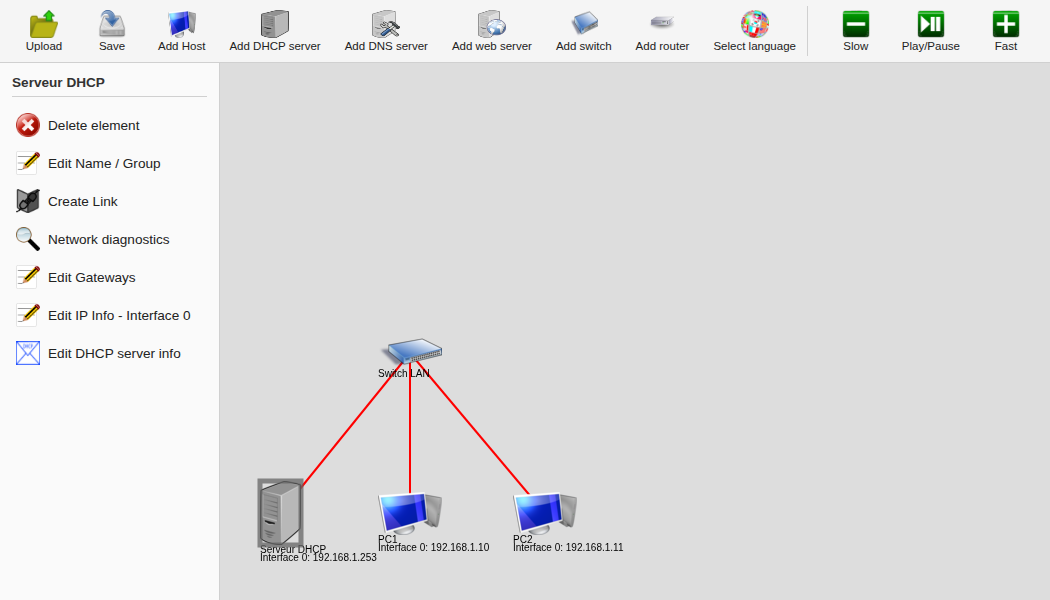 Upload
Save
Add Host
Add DHCP server
Add DNS server
Add web server
Add switch
Add router
Select language
Slow
Play/Pause
Fast
Serveur DHCP
Delete element
Edit Name / Group
Create Link
Network diagnostics
Edit Gateways
Edit IP Info - Interface 0
Edit DHCP server info
Switch LAN
Serveur DHCP
Interface 0: 192.168.1.253
PC1
Interface 0: 192.168.1.10
PC2
Interface 0: 192.168.1.11